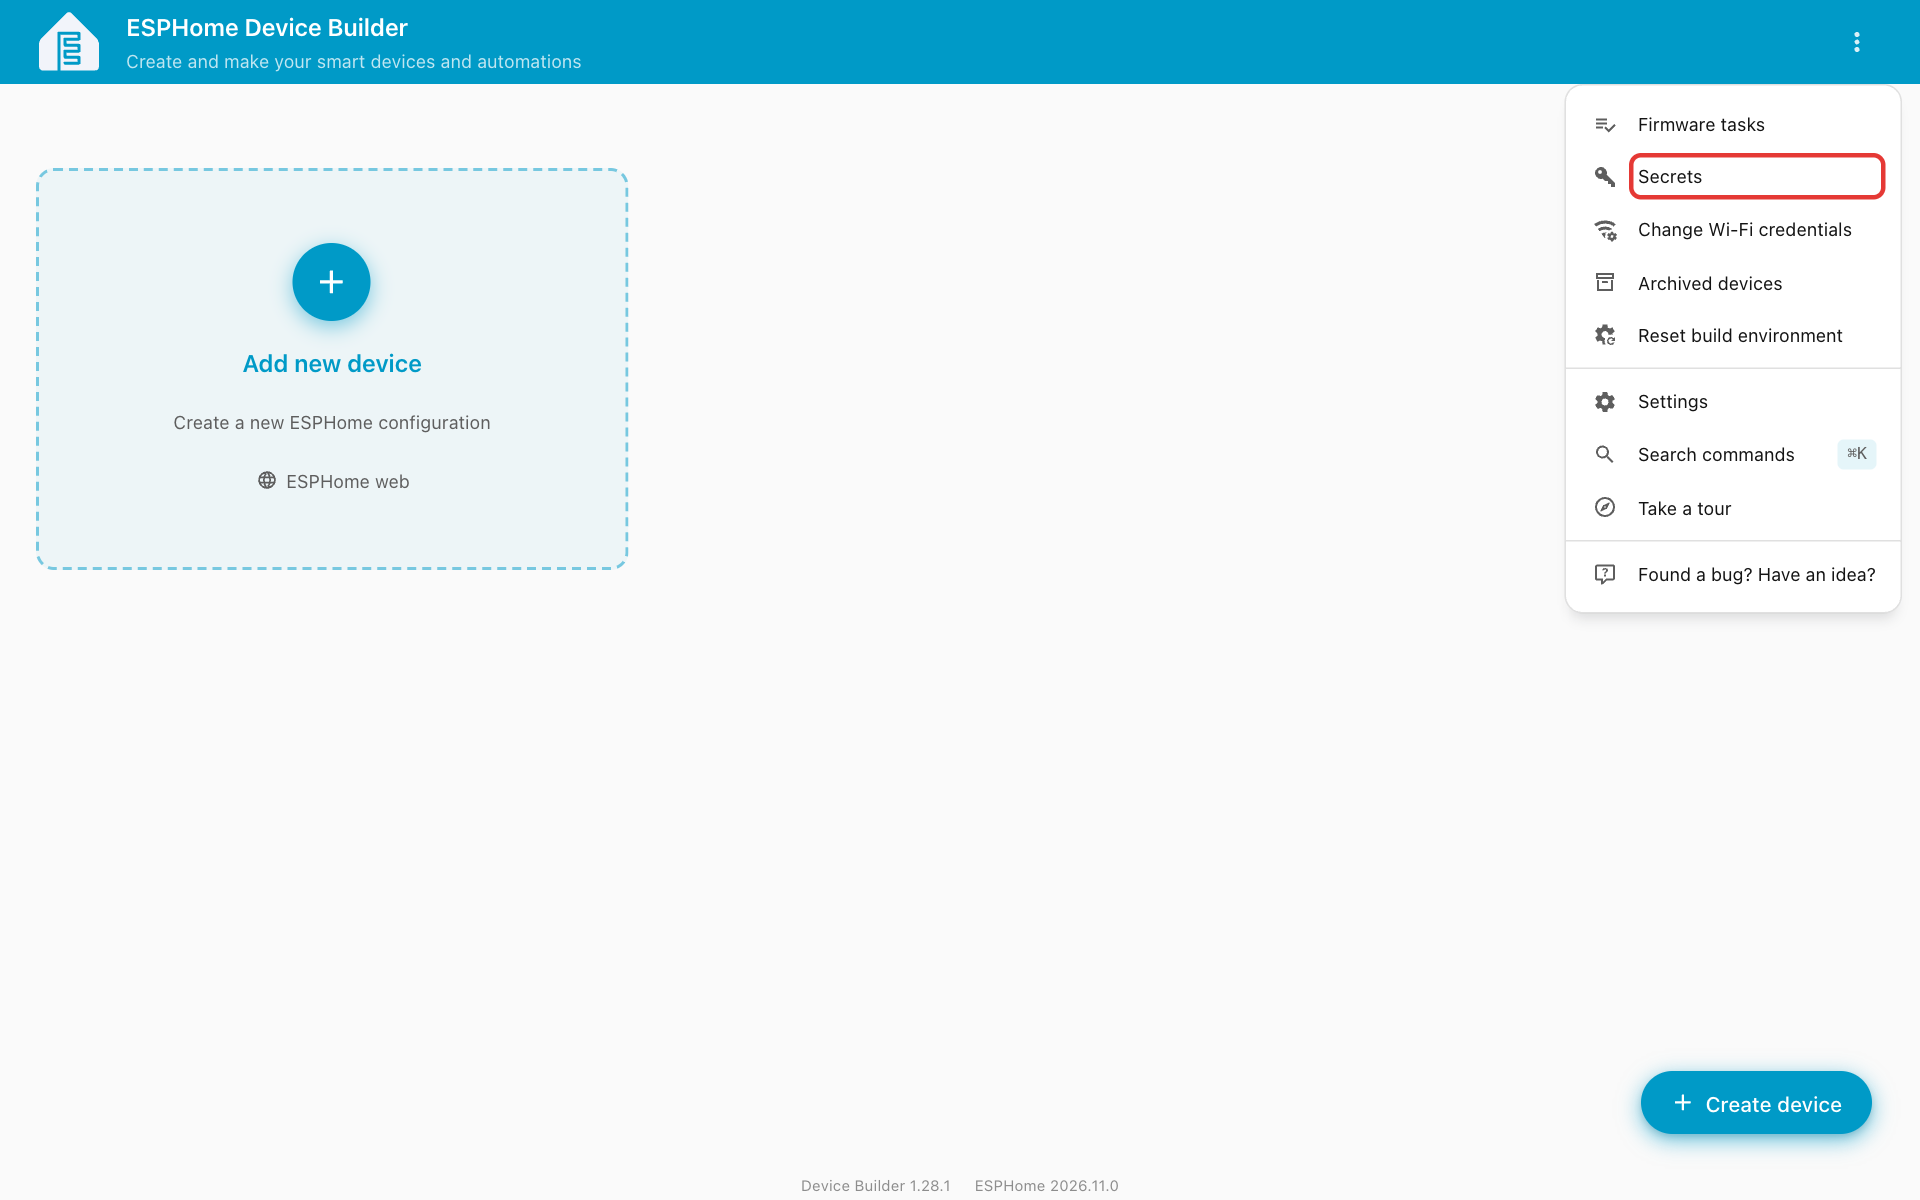 ESPHome Device Builder
Create and make your smart devices and automations
Firmware tasks
Secrets
Change Wi-Fi credentials
Archived devices
Reset build environment
Settings
Search commands ⌘K
Take a tour
Found a bug? Have an idea?
Add new device
Create a new ESPHome configuration
ESPHome web
+ Create device
Device Builder 1.28.1 ESPHome 2026.11.0